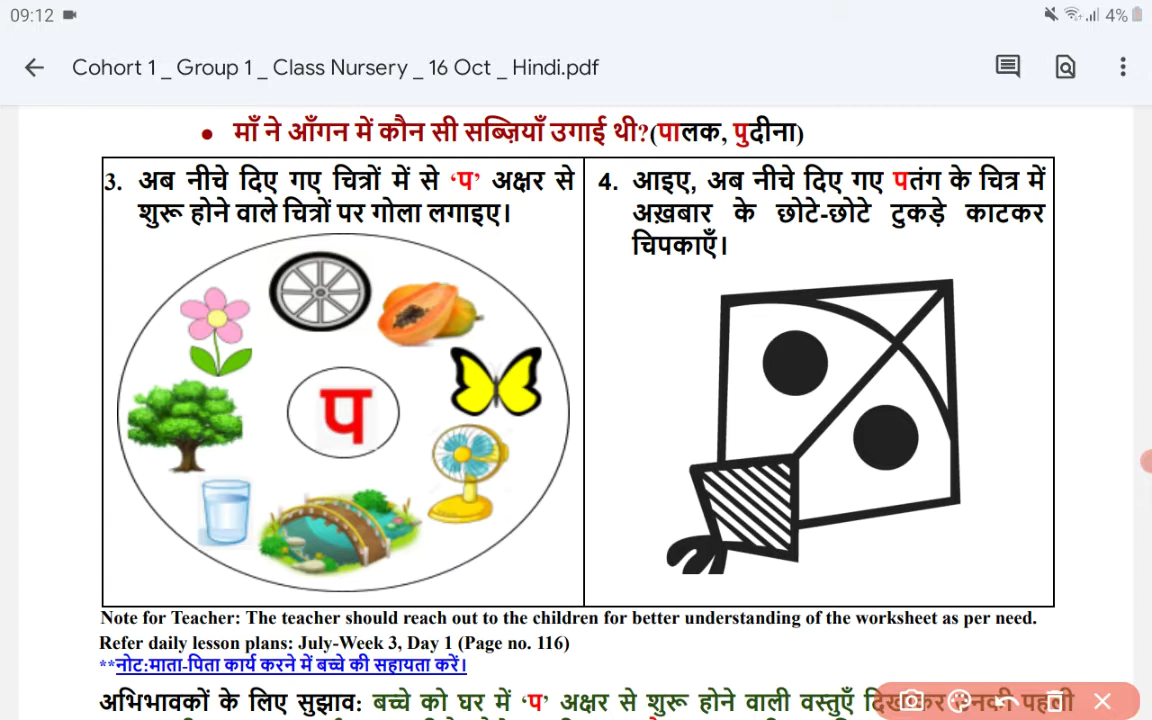 09:12
4%
Cohort 1 _ Group 1 _ Class Nursery _ 16 Oct _ Hindi.pdf
• माँ ने आँगन में कौन सी सब्ज़ियाँ उगाई थी?(पालक, पुदीना)
3. अब नीचे दिए गए चित्रों में से ‘प’ अक्षर से
शुरू होने वाले चित्रों पर गोला लगाइए।
प
4. आइए, अब नीचे दिए गए पतंग के चित्र में
अख़बार के छोटे-छोटे टुकड़े काटकर
चिपकाएँ।
Note for Teacher: The teacher should reach out to the children for better understanding of the worksheet as per need.
Refer daily lesson plans: July-Week 3, Day 1 (Page no. 116)
**नोट:माता-पिता कार्य करने में बच्चे की सहायता करें।
अभिभावकों के लिए सुझाव: बच्चे को घर में ‘प’ अक्षर से शुरू होने वाली वस्तुएँ